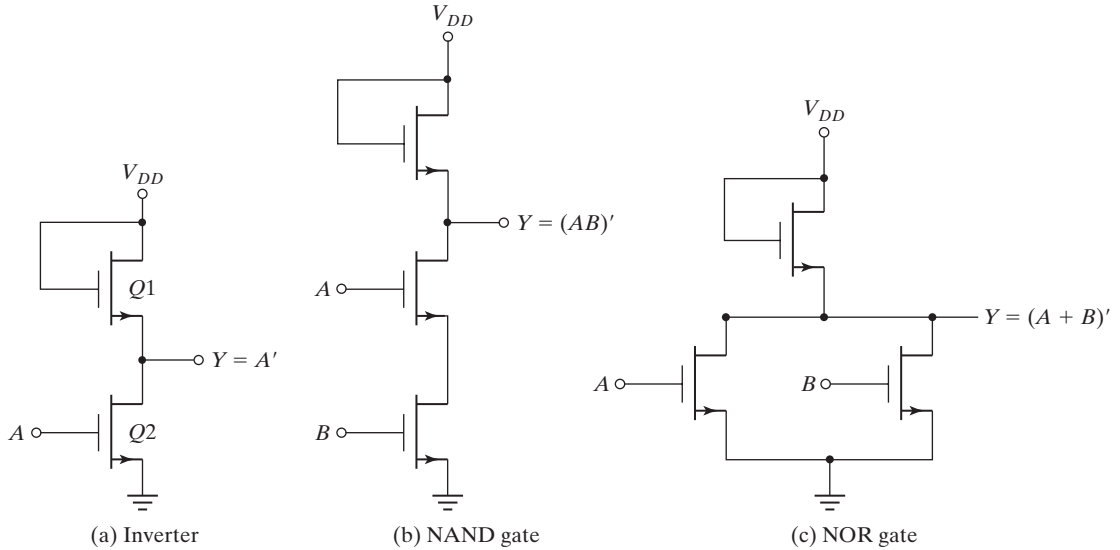 V_DD
Q1
Y = A′
A
Q2
(a) Inverter
V_DD
Y = (AB)′
A
B
(b) NAND gate
V_DD
Y = (A + B)′
A
B
(c) NOR gate